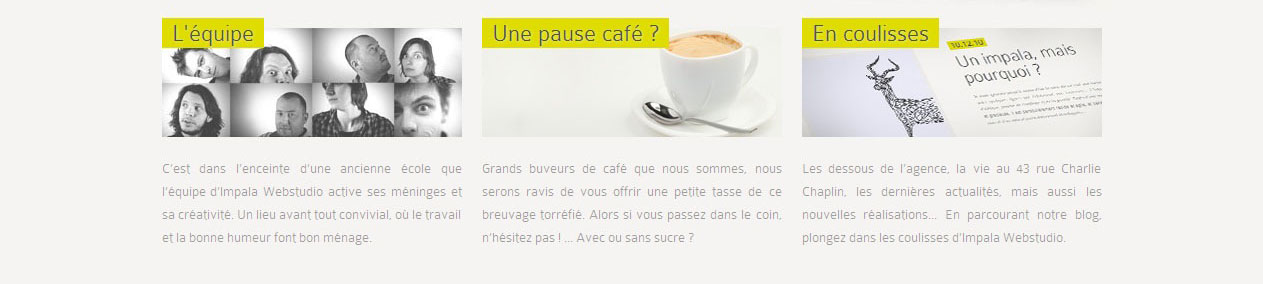 L'équipe
C'est dans l'enceinte d'une ancienne école que
l'équipe d'Impala Webstudio active ses méninges et
sa créativité. Un lieu avant tout convivial, où le travail
et la bonne humeur font bon ménage.
Une pause café ?
Grands buveurs de café que nous sommes, nous
serons ravis de vous offrir une petite tasse de ce
breuvage torréfié. Alors si vous passez dans le coin,
n'hésitez pas ! ... Avec ou sans sucre ?
En coulisses
10.12.10
Un impala, mais
pourquoi ?
Les dessous de l'agence, la vie au 43 rue Charlie
Chaplin, les dernières actualités, mais aussi les
nouvelles réalisations... En parcourant notre blog,
plongez dans les coulisses d'Impala Webstudio.